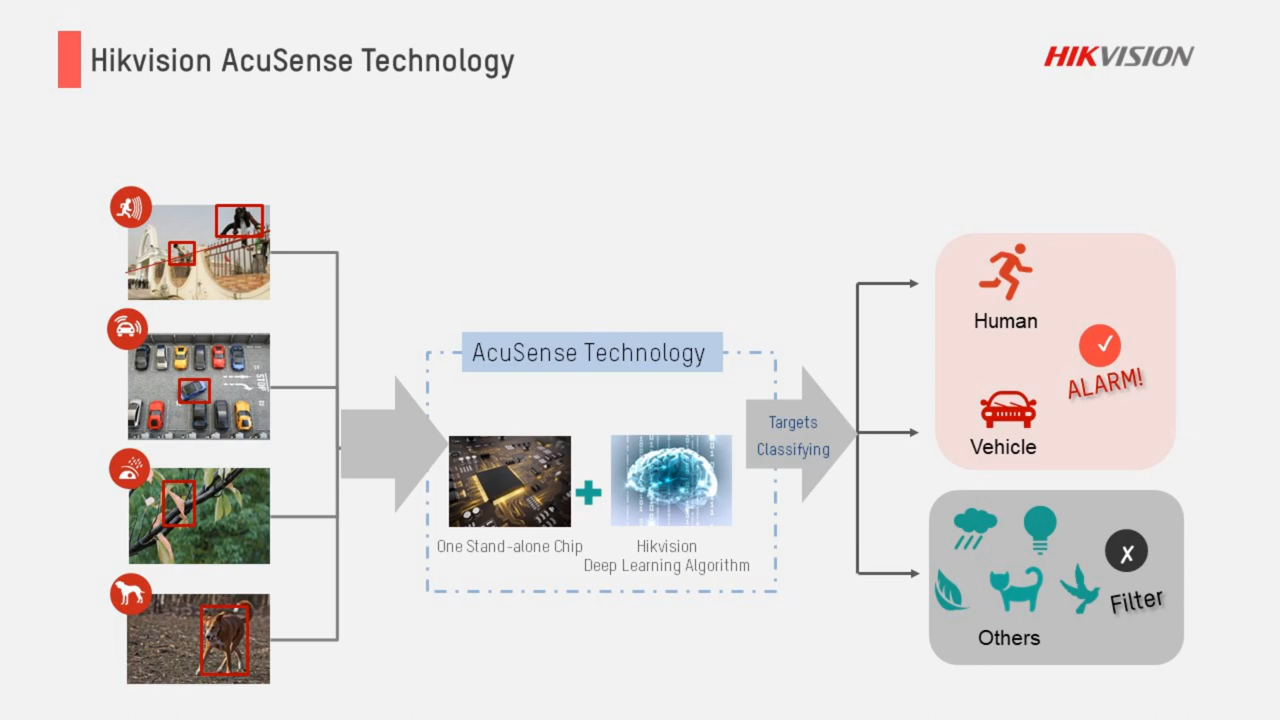 Hikvision AcuSense Technology
HIKVISION
AcuSense Technology
One Stand-alone Chip
Hikvision
Deep Learning Algorithm
Targets
Classifying
Human
Vehicle
ALARM!
Others
Filter
STOP